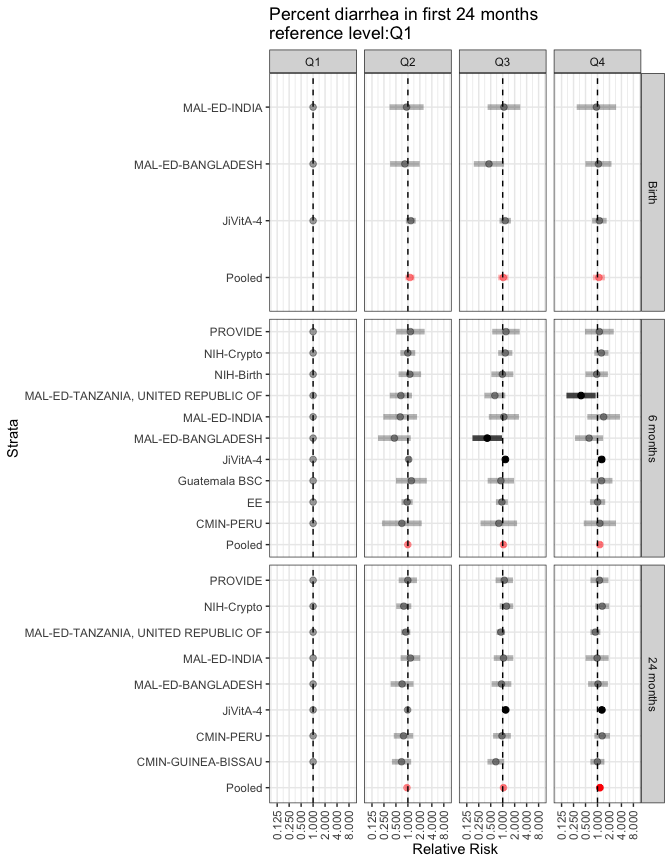 Percent diarrhea in first 24 months
reference level:Q1
Q1 Q2 Q3 Q4
Strata
MAL-ED-INDIA
MAL-ED-BANGLADESH
JiVitA-4
Pooled
Birth
PROVIDE
NIH-Crypto
NIH-Birth
MAL-ED-TANZANIA, UNITED REPUBLIC OF
MAL-ED-INDIA
MAL-ED-BANGLADESH
JiVitA-4
Guatemala BSC
EE
CMIN-PERU
Pooled
6 months
PROVIDE
NIH-Crypto
MAL-ED-TANZANIA, UNITED REPUBLIC OF
MAL-ED-INDIA
MAL-ED-BANGLADESH
JiVitA-4
CMIN-PERU
CMIN-GUINEA-BISSAU
Pooled
24 months
0.125 0.250 0.500 1.000 2.000 4.000 8.000 0.125 0.250 0.500 1.000 2.000 4.000 8.000 0.125 0.250 0.500 1.000 2.000 4.000 8.000 0.125 0.250 0.500 1.000 2.000 4.000 8.000
Relative Risk